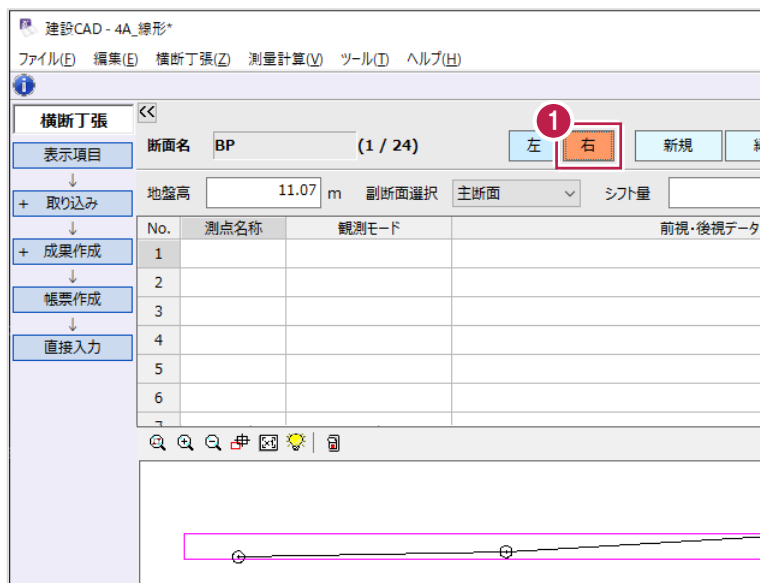 建設CAD - 4A_線形*
ファイル(F) 編集(E) 横断丁張(Z) 測量計算(V) ツール(T) ヘルプ(H)
横断丁張
<<
断面名 BP (1 / 24) 左 右 新規
1
表示項目
↓
地盤高 11.07 m 副断面選択 主断面 シフト量
+ 取り込み
↓
No. 測点名称 観測モード 前視・後視データ
+ 成果作成
1
↓
2
帳票作成
3
↓
4
直接入力
5
6
7